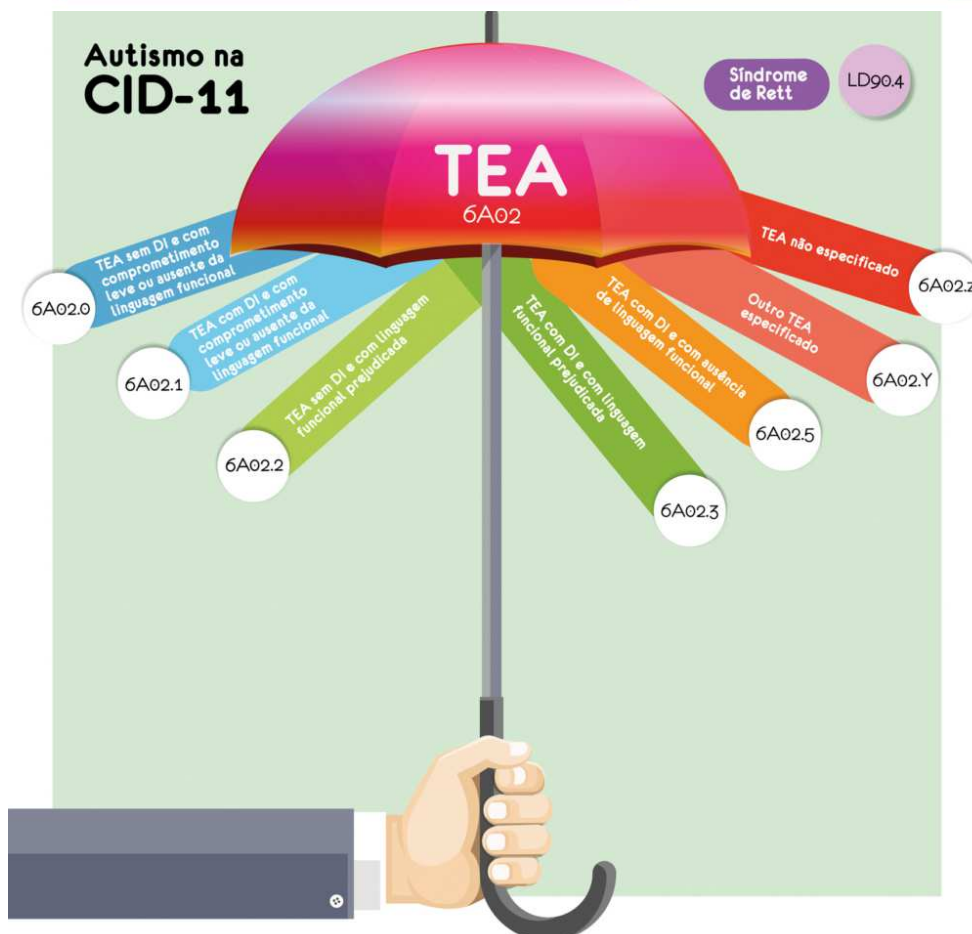 Autismo na
CID-11
Síndrome
de Rett
LD90.4
TEA
6A02
TEA sem DI e com
comprometimento
leve ou ausente da
linguagem funcional
6A02.0
TEA com DI e com
comprometimento
leve ou ausente da
linguagem funcional
6A02.1
TEA sem DI e com linguagem
funcional prejudicada
6A02.2
TEA com DI e com linguagem
funcional prejudicada
6A02.3
TEA com DI e com ausência
de linguagem funcional
6A02.5
Outro TEA
especificado
6A02.Y
TEA não especificado
6A02.z